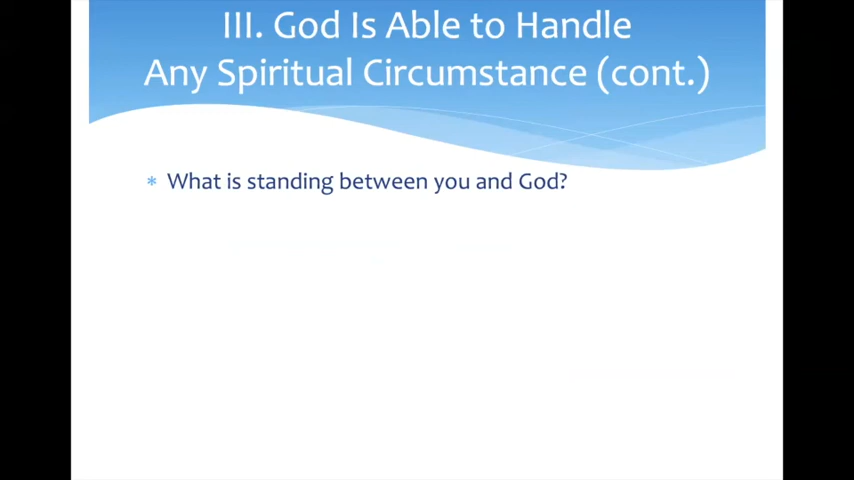 III. God Is Able to Handle
Any Spiritual Circumstance (cont.)
* What is standing between you and God?